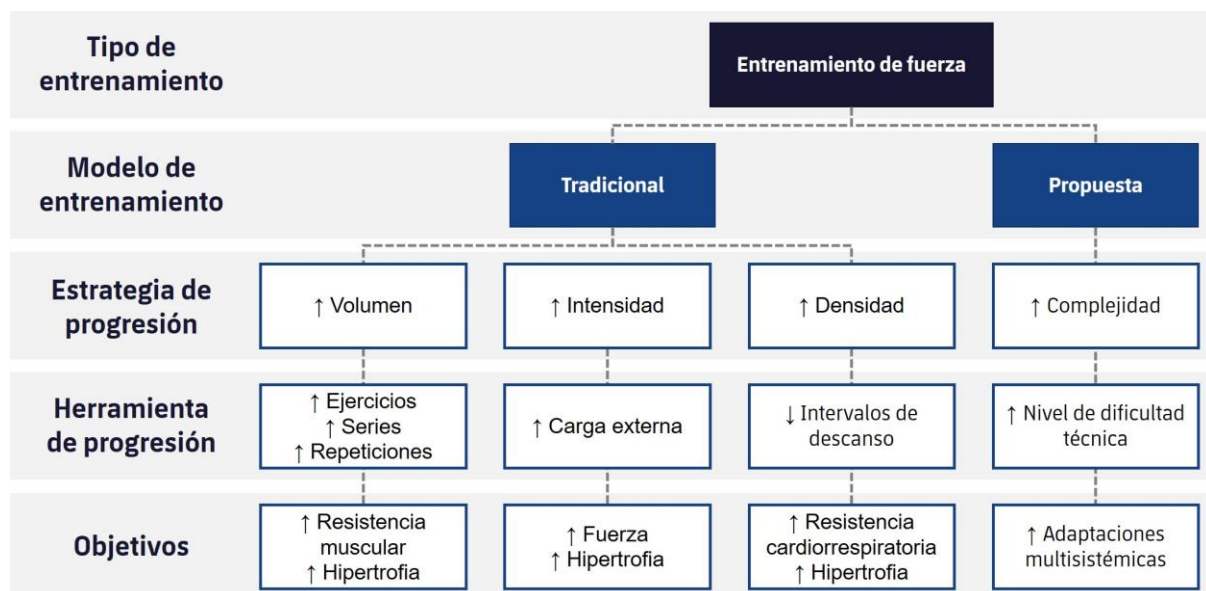 Tipo de
entrenamiento
Entrenamiento de fuerza
Modelo de
entrenamiento
Tradicional
Propuesta
Estrategia de
progresión
↑ Volumen
↑ Intensidad
↑ Densidad
↑ Complejidad
Herramienta
de progresión
↑ Ejercicios
↑ Series
↑ Repeticiones
↑ Carga externa
↓ Intervalos de
descanso
↑ Nivel de dificultad
técnica
Objetivos
↑ Resistencia
muscular
↑ Hipertrofia
↑ Fuerza
↑ Hipertrofia
↑ Resistencia
cardiorrespiratoria
↑ Hipertrofia
↑ Adaptaciones
multisistémicas